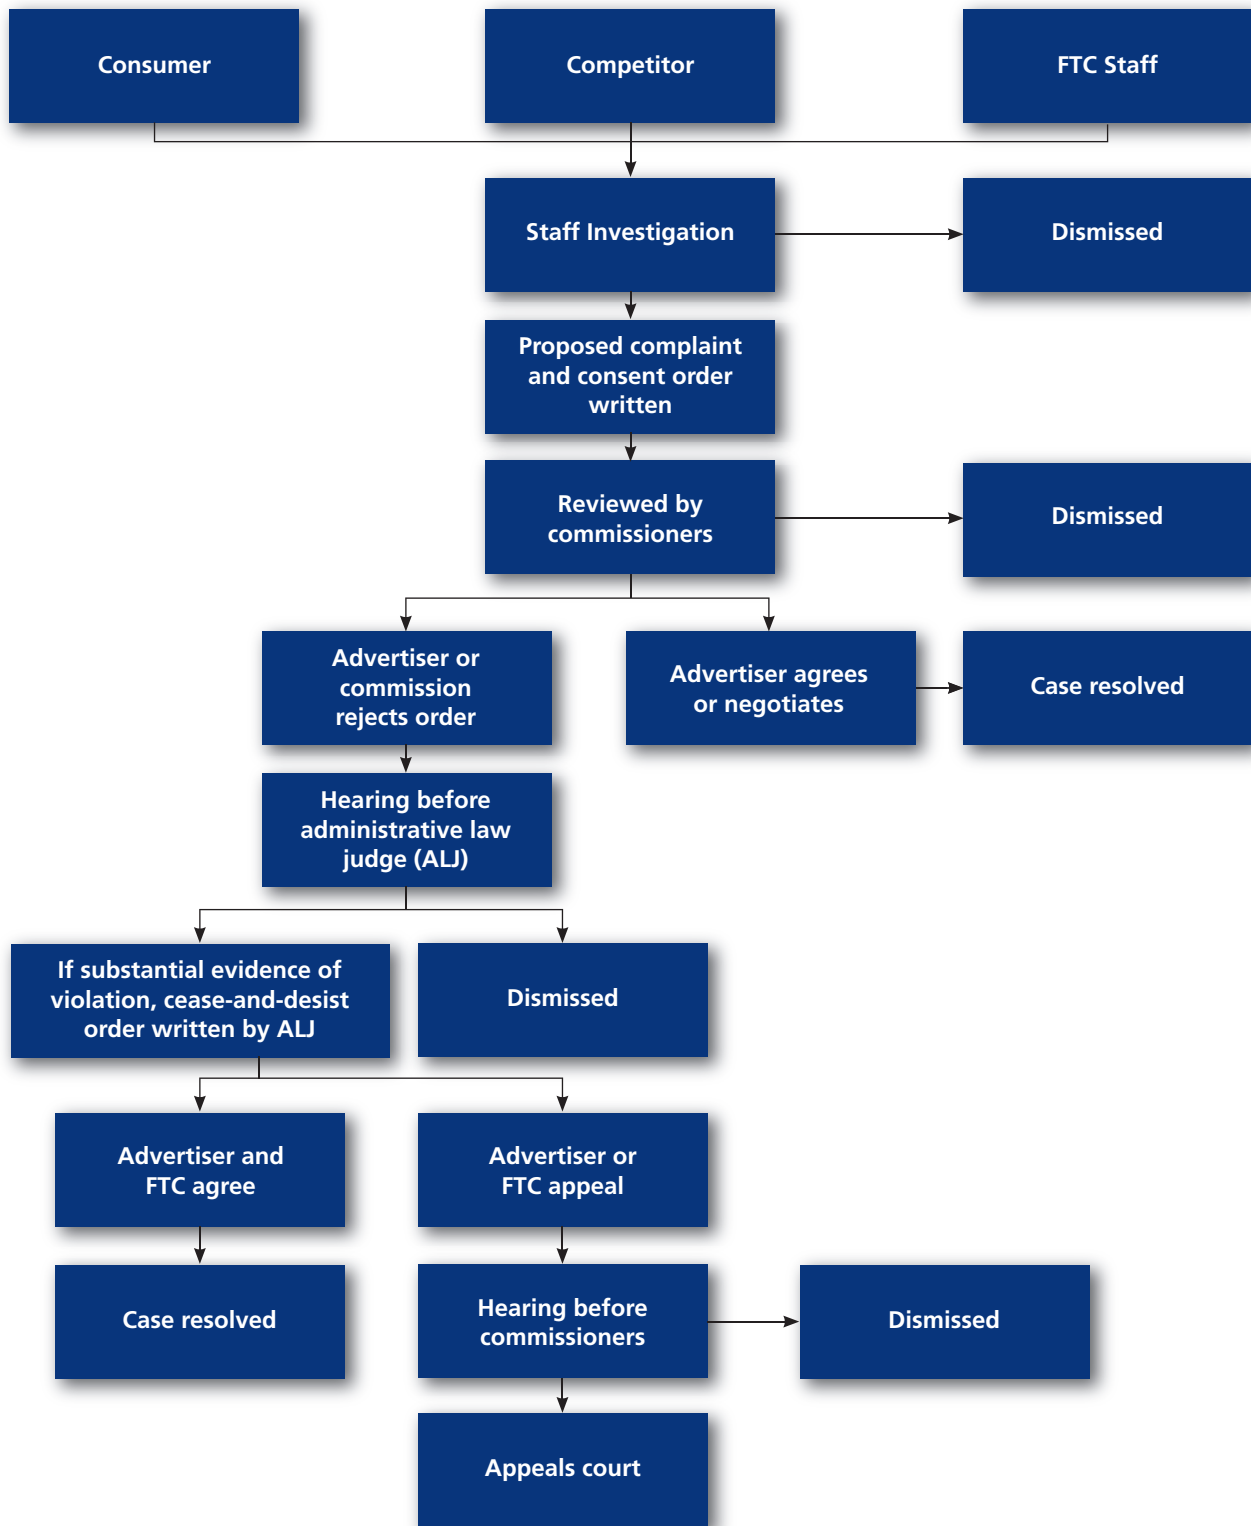 Consumer
Competitor
FTC Staff
Staff Investigation
Dismissed
Proposed complaint
and consent order
written
Reviewed by
commissioners
Dismissed
Advertiser or
commission
rejects order
Advertiser agrees
or negotiates
Case resolved
Hearing before
administrative law
judge (ALJ)
If substantial evidence of
violation, cease-and-desist
order written by ALJ
Dismissed
Advertiser and
FTC agree
Advertiser or
FTC appeal
Case resolved
Hearing before
commissioners
Dismissed
Appeals court